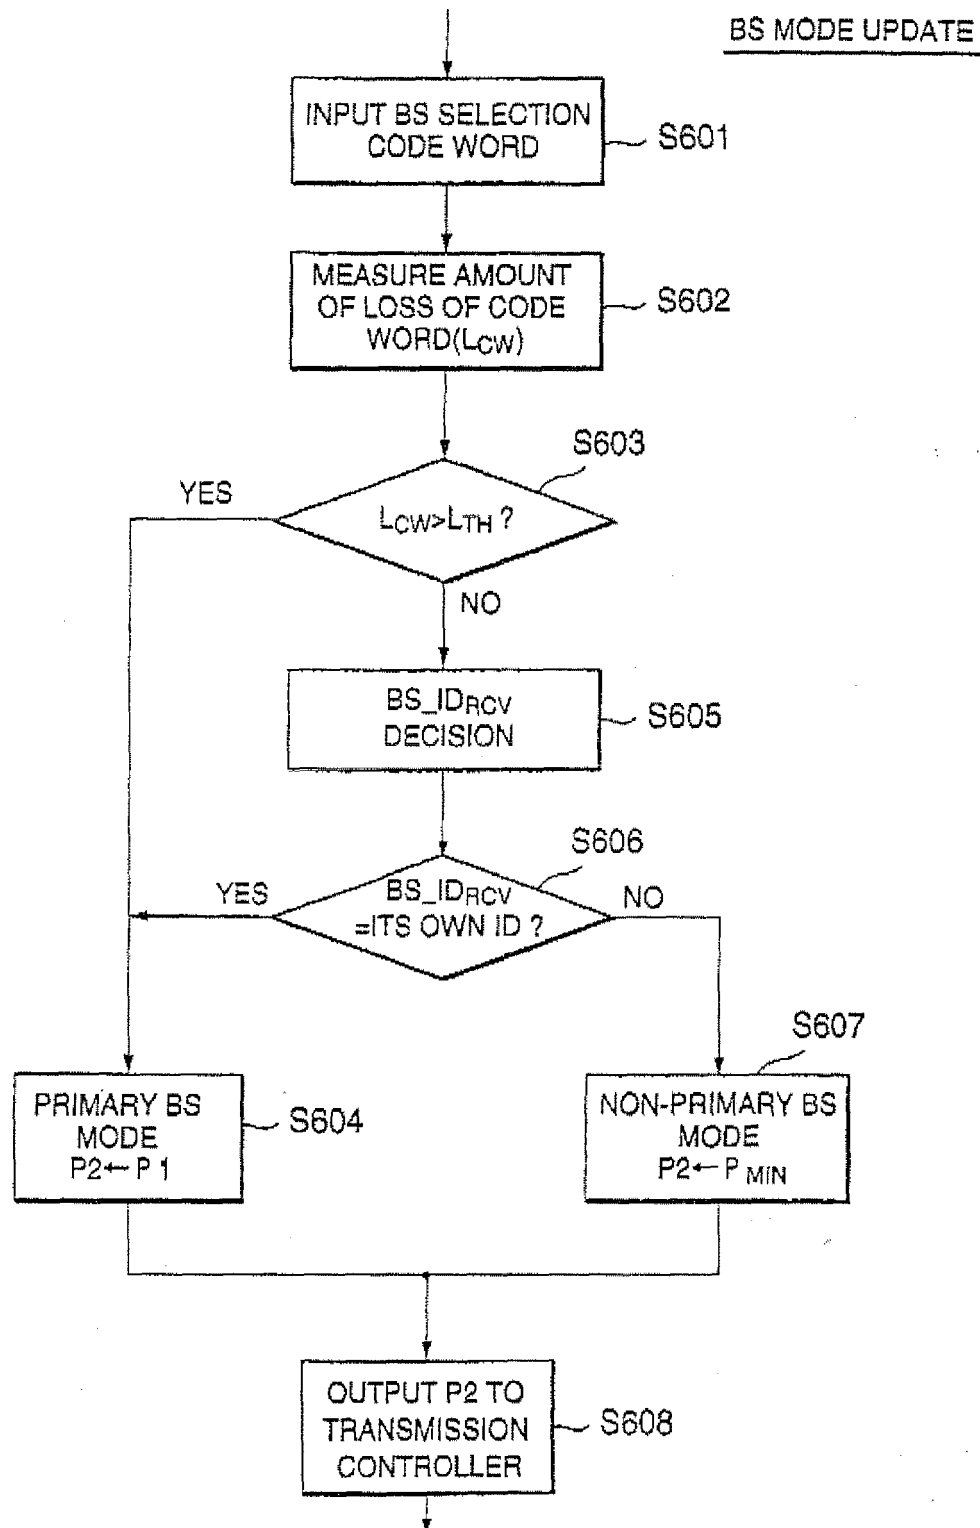 BS MODE UPDATE
INPUT BS SELECTION
CODE WORD
S601
MEASURE AMOUNT
OF LOSS OF CODE
WORD(LCW)
S602
S603
YES
LCW>LTH ?
NO
BS_IDRCV
DECISION
S605
S606
YES
BS_IDRCV
=ITS OWN ID ?
NO
S607
PRIMARY BS
MODE
P2← P1
S604
NON-PRIMARY BS
MODE
P2← PMIN
OUTPUT P2 TO
TRANSMISSION
CONTROLLER
S608